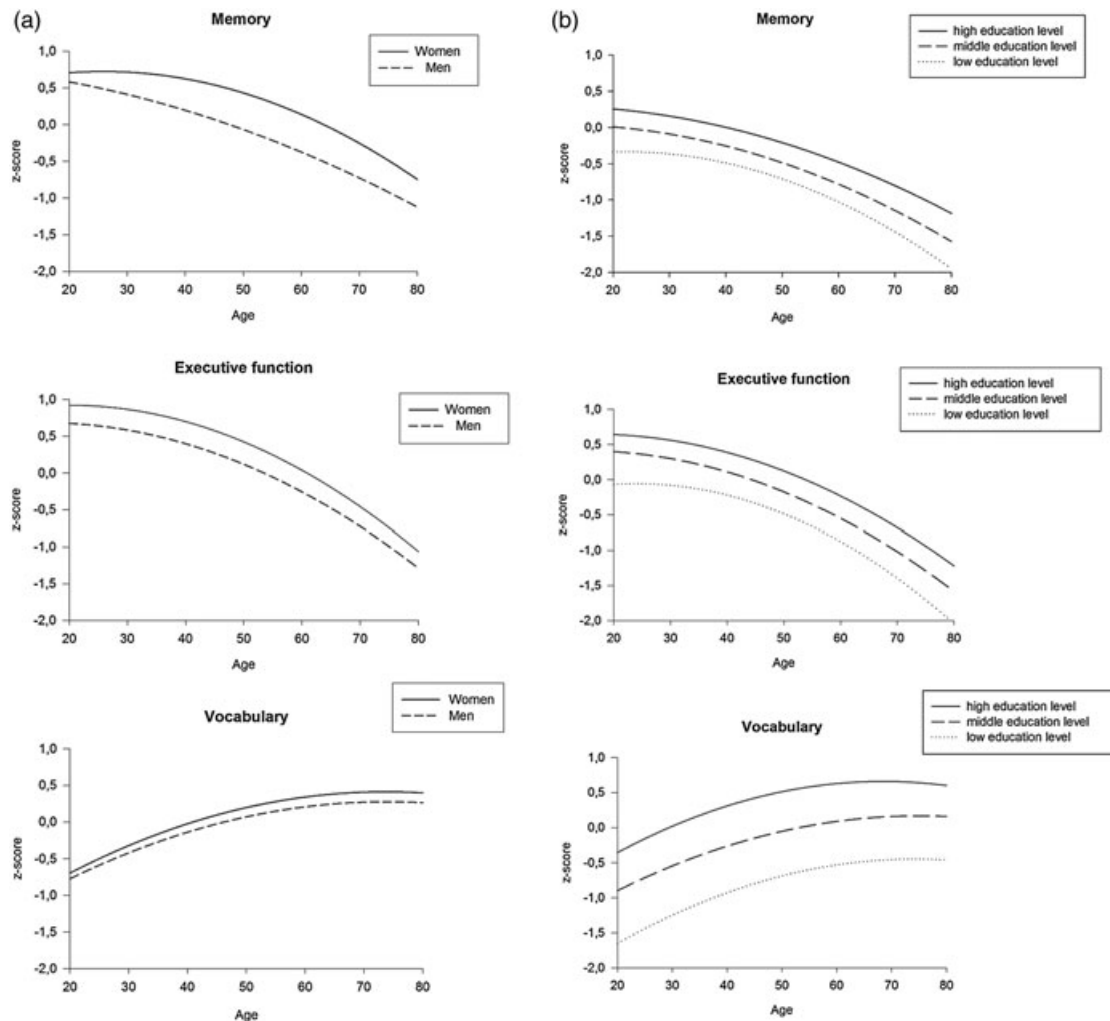 (a)
Memory
Women
Men
1,0
0,5
0,0
-0,5
-1,0
-1,5
-2,0
z-score
20 30 40 50 60 70 80
Age
Executive function
Women
Men
1,0
0,5
0,0
-0,5
-1,0
-1,5
-2,0
z-score
20 30 40 50 60 70 80
Age
Vocabulary
Women
Men
1,0
0,5
0,0
-0,5
-1,0
-1,5
-2,0
z-score
20 30 40 50 60 70 80
Age
(b)
Memory
high education level
middle education level
low education level
1,0
0,5
0,0
-0,5
-1,0
-1,5
-2,0
z-score
20 30 40 50 60 70 80
Age
Executive function
high education level
middle education level
low education level
1,0
0,5
0,0
-0,5
-1,0
-1,5
-2,0
z-score
20 30 40 50 60 70 80
Age
Vocabulary
high education level
middle education level
low education level
1,0
0,5
0,0
-0,5
-1,0
-1,5
-2,0
z-score
20 30 40 50 60 70 80
Age